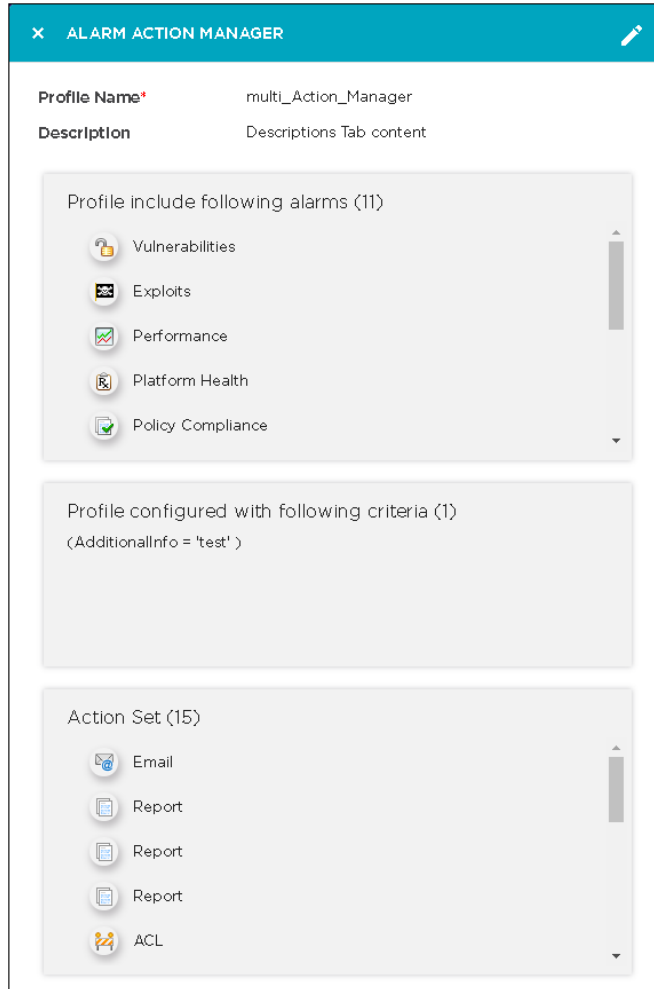 × ALARM ACTION MANAGER
Profile Name* multi_Action_Manager
Description Descriptions Tab content
Profile include following alarms (11)
Vulnerabilities
Exploits
Performance
Platform Health
Policy Compliance
Profile configured with following criteria (1)
(AdditionalInfo = 'test' )
Action Set (15)
Email
Report
Report
Report
ACL